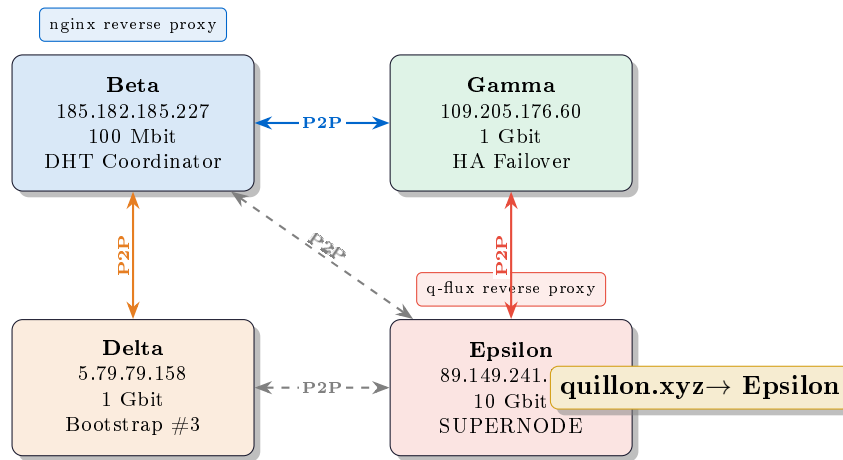 nginx reverse proxy
Beta
185.182.185.227
100 Mbit
DHT Coordinator
P2P
Gamma
109.205.176.60
1 Gbit
HA Failover
P2P
P2P
P2P
q-flux reverse proxy
Delta
5.79.79.158
1 Gbit
Bootstrap #3
P2P
Epsilon
89.149.241.
10 Gbit
SUPERNODE
quillon.xyz→ Epsilon